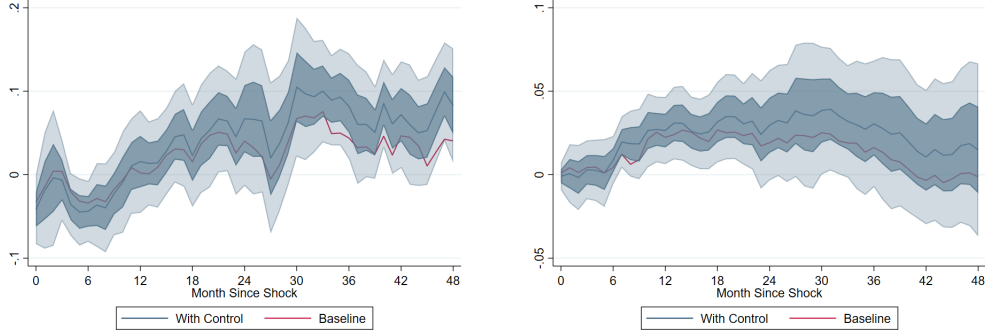 .2
.1
0
-.1
0 6 12 18 24 30 36 42 48
Month Since Shock
With Control Baseline
.1
.05
0
-.05
0 6 12 18 24 30 36 42 48
Month Since Shock
With Control Baseline